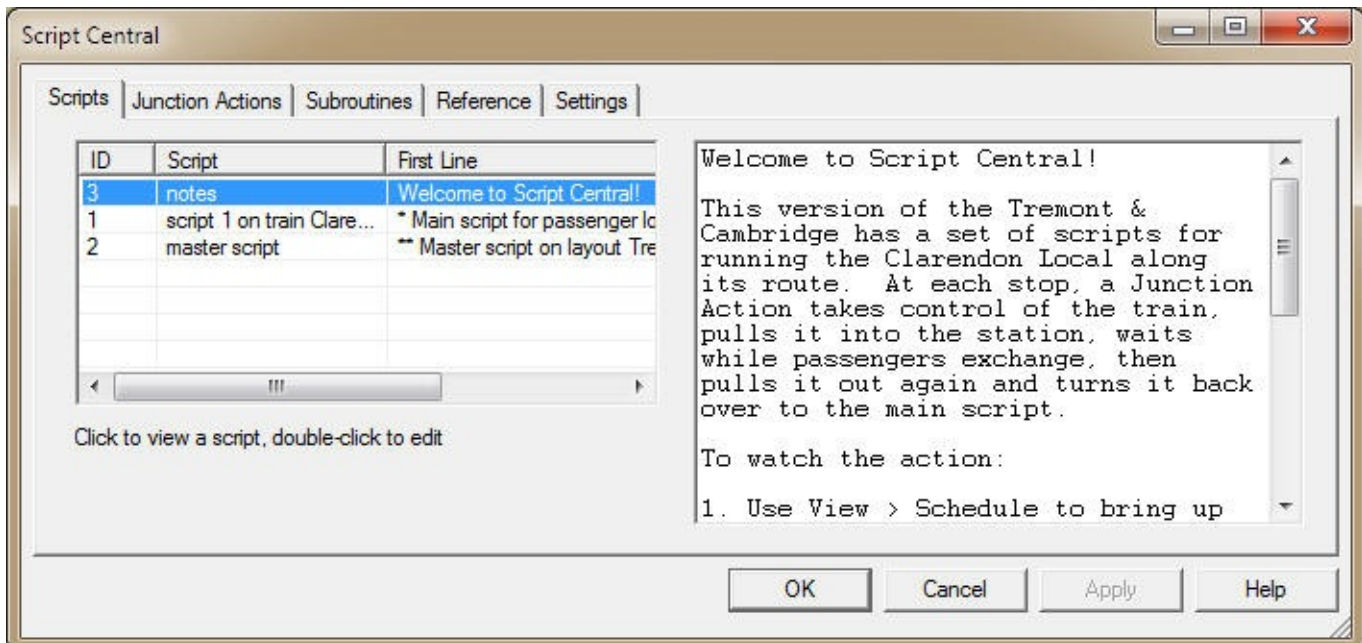 Script Central
Scripts Junction Actions Subroutines Reference Settings
ID Script First Line
3 notes Welcome to Script Central!
1 script 1 on train Clare... * Main script for passenger lo
2 master script ** Master script on layout Tre
Click to view a script, double-click to edit
Welcome to Script Central!
This version of the Tremont &
Cambridge has a set of scripts for
running the Clarendon Local along
its route. At each stop, a Junction
Action takes control of the train,
pulls it into the station, waits
while passengers exchange, then
pulls it out again and turns it back
over to the main script.
To watch the action:
1. Use View > Schedule to bring up
OK Cancel Apply Help